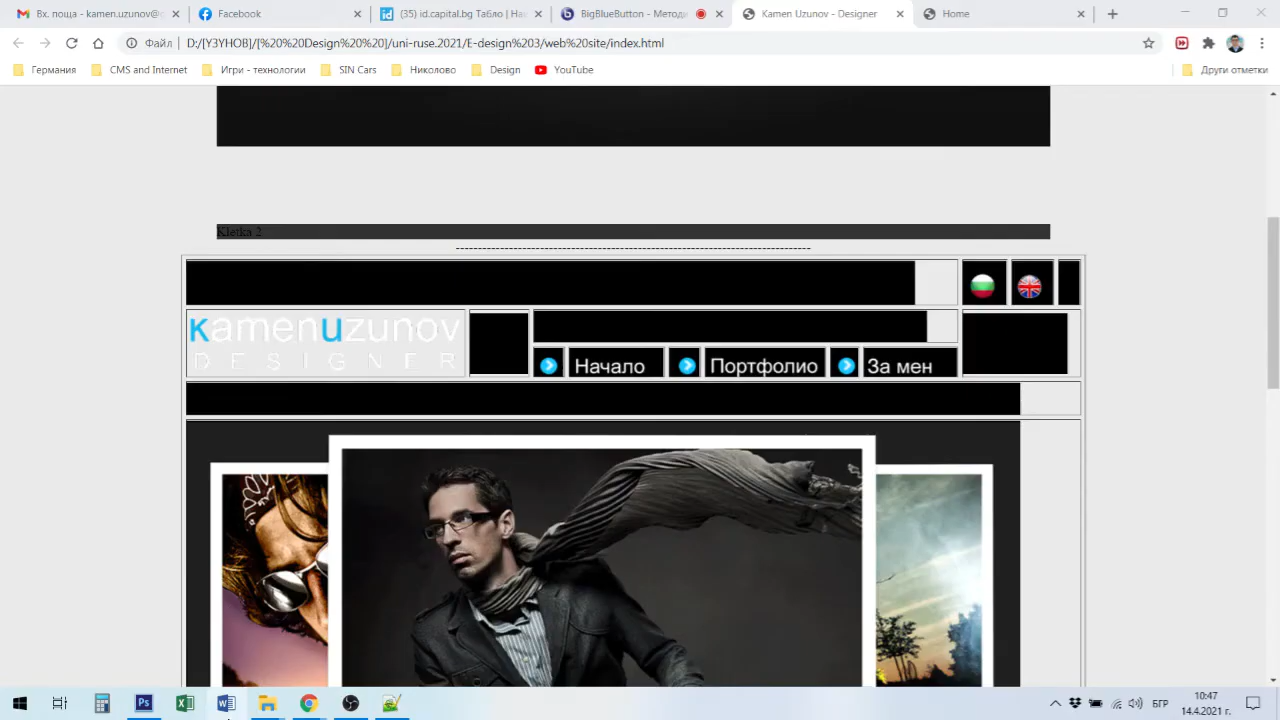 Вх. поща - kamen.uzunov@g
Facebook
(35) id.capital.bg Табло | Нас
BigBlueButton - Методи
Kamen Uzunov - Designer
Home
Файл
D:/[УЗУНОВ]/[%20%20Design%20%20]/uni-ruse.2021/E-design%203/web%20site/index.html
Германия
CMS and Internet
Игри - технологии
SIN Cars
Николово
Design
YouTube
Други отметки
Kletka 2
kamenuzunov
DESIGNER
Начало
Портфолио
За мен
Ps
БГР
10:47
14.4.2021 г.